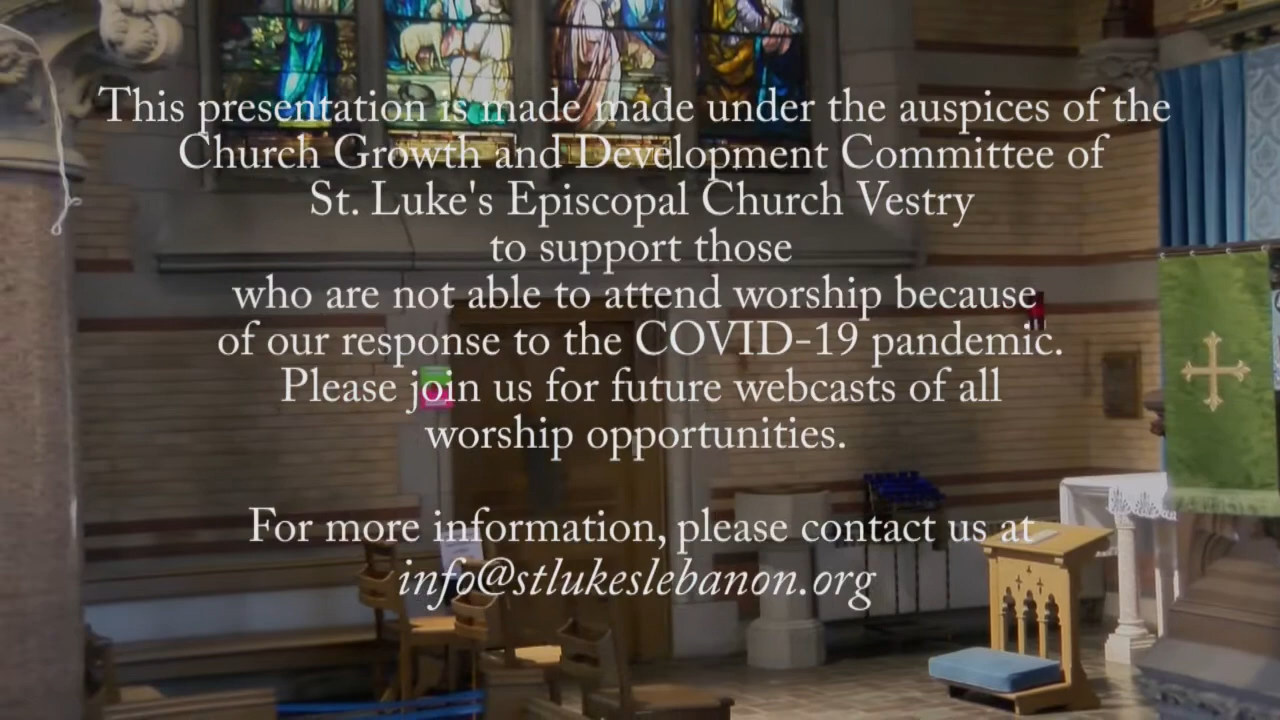 This presentation is made made under the auspices of the
Church Growth and Development Committee of
St. Luke's Episcopal Church Vestry
to support those
who are not able to attend worship because
of our response to the COVID-19 pandemic.
Please join us for future webcasts of all
worship opportunities.
For more information, please contact us at
info@stlukeslebanon.org